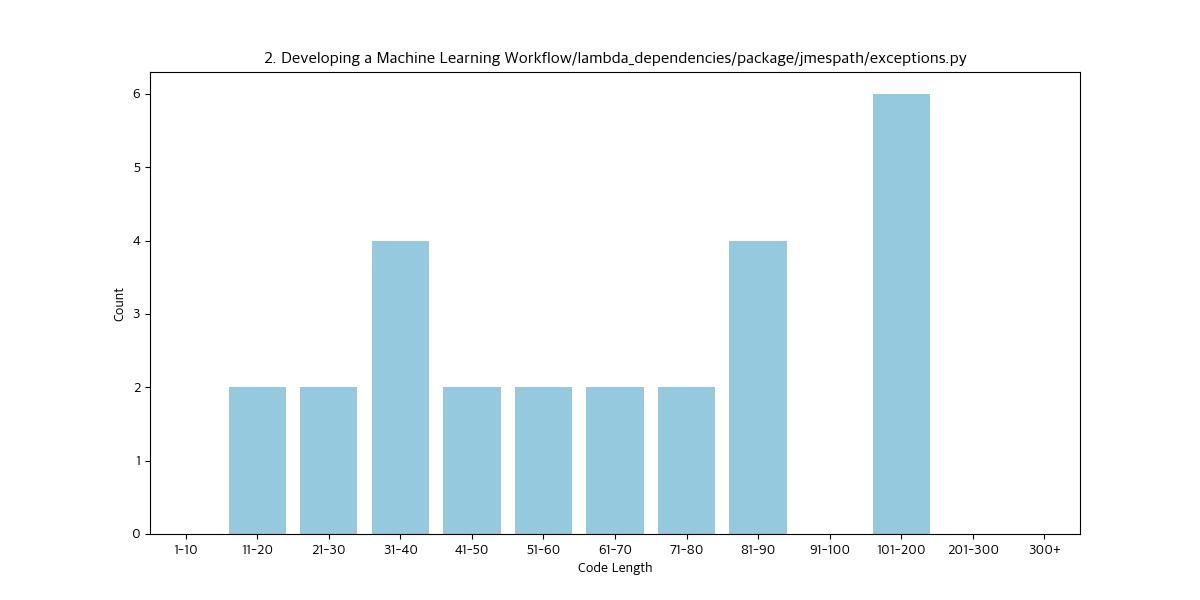 2. Developing a Machine Learning Workflow/lambda_dependencies/package/jmespath/exceptions.py
6
5
4
3
2
1
0
Count
1-10 11-20 21-30 31-40 41-50 51-60 61-70 71-80 81-90 91-100 101-200 201-300 300+
Code Length